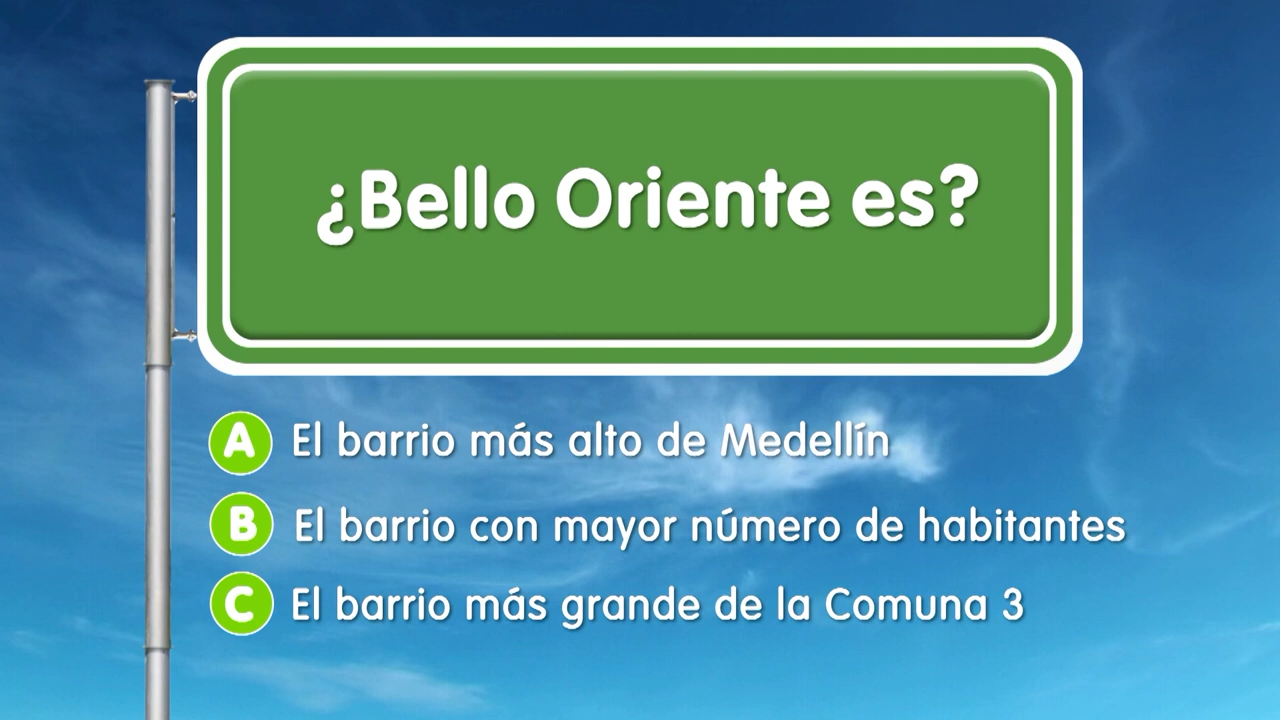 ¿Bello Oriente es?
A El barrio más alto de Medellín
B El barrio con mayor número de habitantes
C El barrio más grande de la Comuna 3